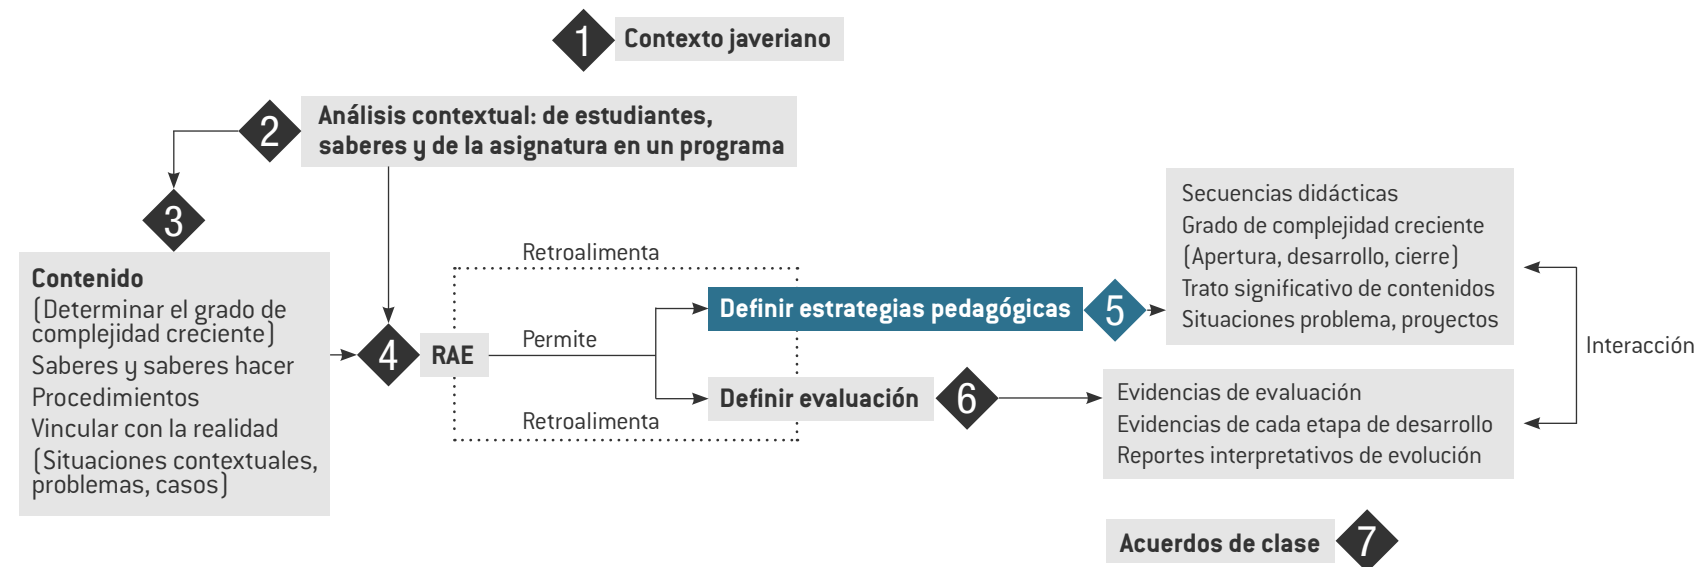 1
Contexto javeriano
2
Análisis contextual: de estudiantes,
saberes y de la asignatura en un programa
3
Contenido
(Determinar el grado de
complejidad creciente)
Saberes y saberes hacer
Procedimientos
Vincular con la realidad
(Situaciones contextuales,
problemas, casos)
4
RAE
Retroalimenta
Permite
Retroalimenta
Definir estrategias pedagógicas
5
Secuencias didácticas
Grado de complejidad creciente
(Apertura, desarrollo, cierre)
Trato significativo de contenidos
Situaciones problema, proyectos
Definir evaluación
6
Evidencias de evaluación
Evidencias de cada etapa de desarrollo
Reportes interpretativos de evolución
Interacción
Acuerdos de clase
7